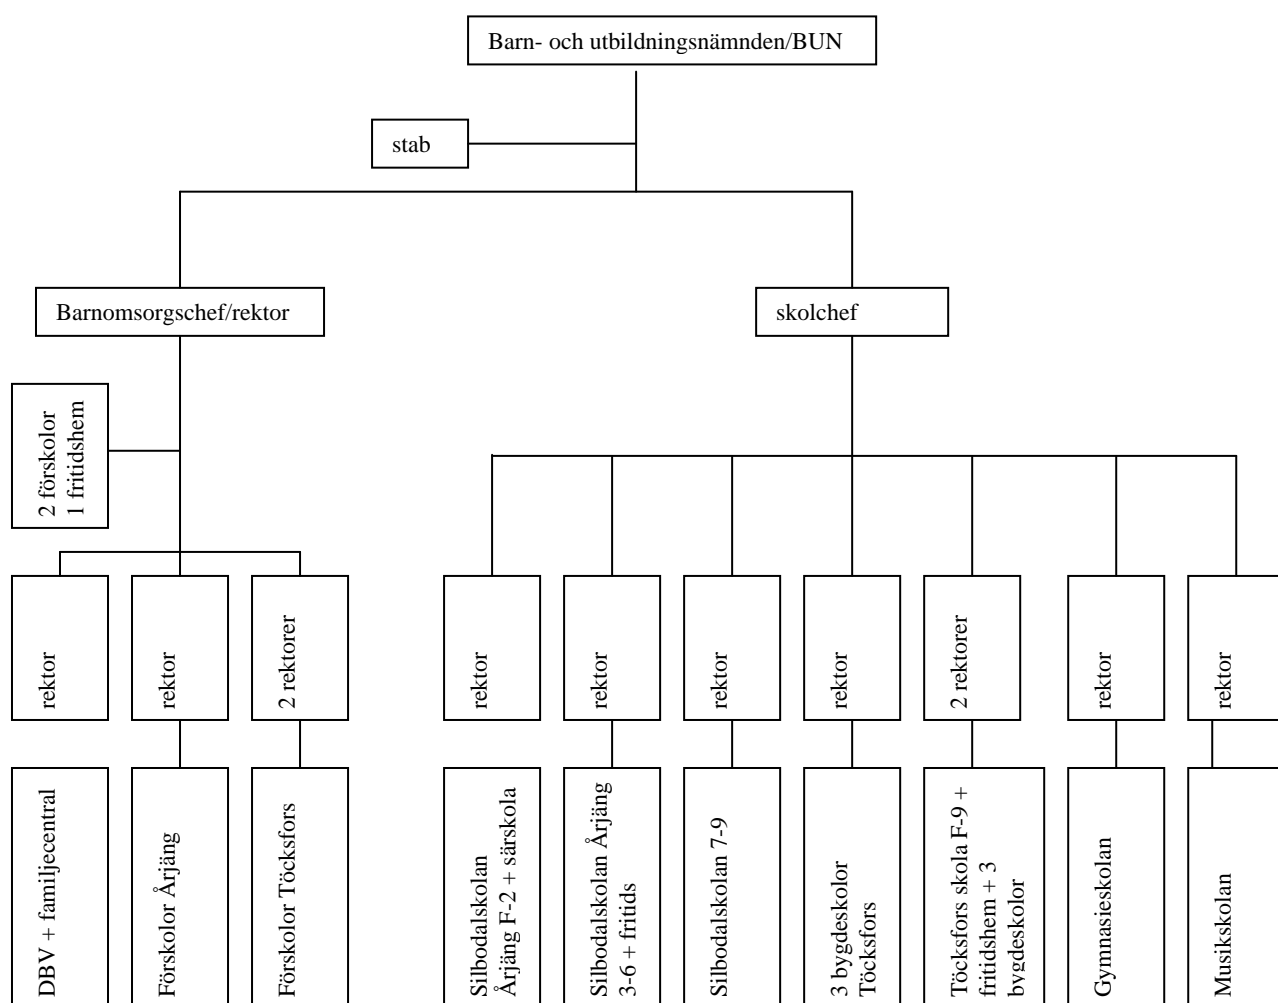 Barn- och utbildningsnämnden/BUN
stab
Barnomsorgschef/rektor
skolchef
2 förskolor
1 fritidshem
rektor
rektor
2 rektorer
rektor
rektor
rektor
rektor
2 rektorer
rektor
rektor
DBV + familjecentral
Förskolor Årjäng
Förskolor Töcksfors
Silbodalskolan
Årjäng F-2 + särskola
Silbodalskolan Årjäng
3-6 + fritids
Silbodalskolan 7-9
3 bygdeskolor
Töcksfors
Töcksfors skola F-9 +
fritidshem + 3
bygdeskolor
Gymnasieskolan
Musikskolan